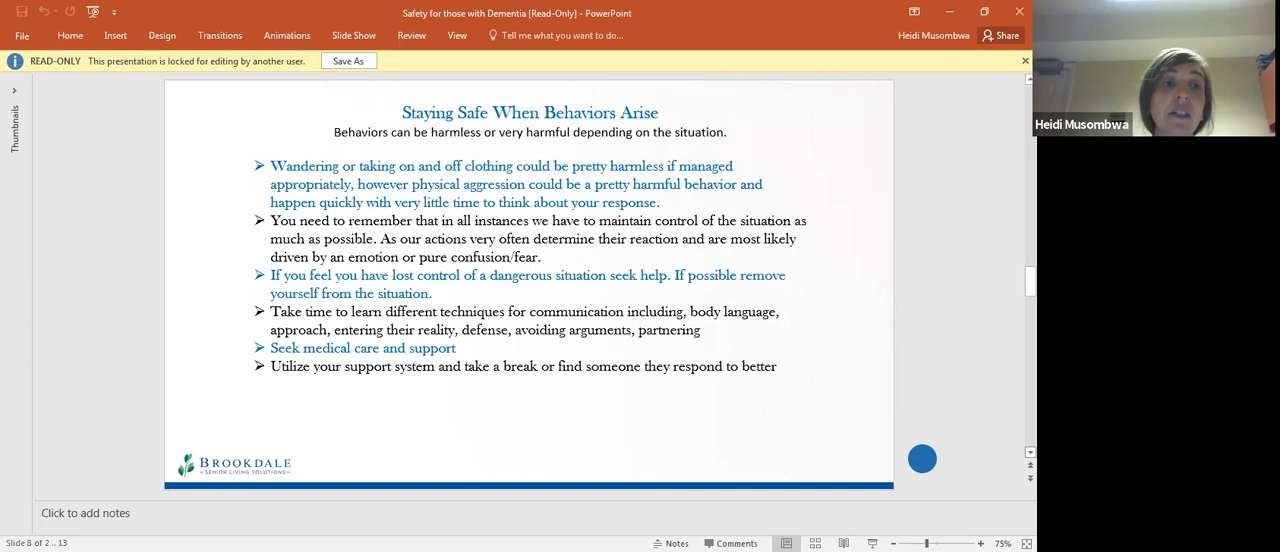 Safety for those with Dementia [Read-Only] - PowerPoint
File Home Insert Design Transitions Animations Slide Show Review View Tell me what you want to do... Heidi Musombwa Share
READ-ONLY This presentation is locked for editing by another user. Save As
Thumbnails
Staying Safe When Behaviors Arise
Behaviors can be harmless or very harmful depending on the situation.
Wandering or taking on and off clothing could be pretty harmless if managed
appropriately, however physical aggression could be a pretty harmful behavior and
happen quickly with very little time to think about your response.
You need to remember that in all instances we have to maintain control of the situation as
much as possible. As our actions very often determine their reaction and are most likely
driven by an emotion or pure confusion/fear.
If you feel you have lost control of a dangerous situation seek help. If possible remove
yourself from the situation.
Take time to learn different techniques for communication including, body language,
approach, entering their reality, defense, avoiding arguments, partnering
Seek medical care and support
Utilize your support system and take a break or find someone they respond to better
BROOKDALE
SENIOR LIVING SOLUTIONS
Click to add notes
Slide 8 of 2 .. 13 Notes Comments 75%
Heidi Musombwa